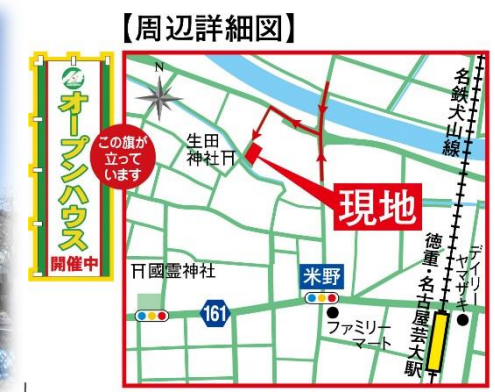 【周辺詳細図】
オープンハウス
開催中
この旗が
立って
います
N
生田
神社
現地
名鉄犬山線
國霊神社
米野
161
ファミリー
マート
徳重・名古屋芸大駅
デイリー
ヤマザキ